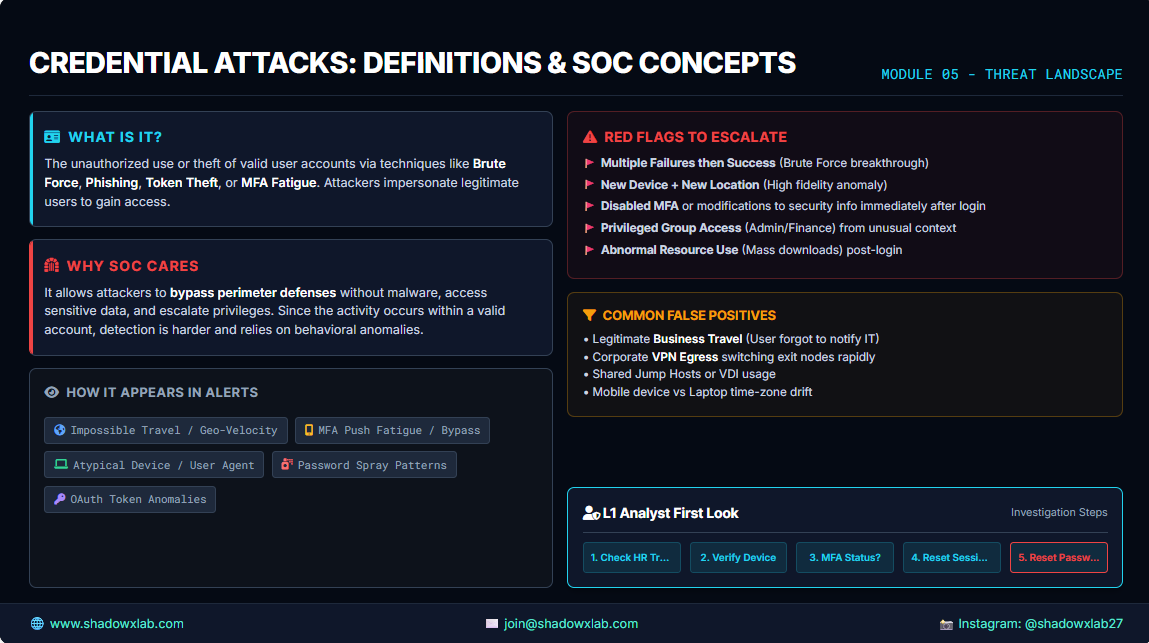 CREDENTIAL ATTACKS: DEFINITIONS & SOC CONCEPTS
MODULE 05 - THREAT LANDSCAPE
WHAT IS IT?
The unauthorized use or theft of valid user accounts via techniques like Brute
Force, Phishing, Token Theft, or MFA Fatigue. Attackers impersonate legitimate
users to gain access.
WHY SOC CARES
It allows attackers to bypass perimeter defenses without malware, access
sensitive data, and escalate privileges. Since the activity occurs within a valid
account, detection is harder and relies on behavioral anomalies.
HOW IT APPEARS IN ALERTS
Impossible Travel / Geo-Velocity
MFA Push Fatigue / Bypass
Atypical Device / User Agent
Password Spray Patterns
OAuth Token Anomalies
RED FLAGS TO ESCALATE
Multiple Failures then Success (Brute Force breakthrough)
New Device + New Location (High fidelity anomaly)
Disabled MFA or modifications to security info immediately after login
Privileged Group Access (Admin/Finance) from unusual context
Abnormal Resource Use (Mass downloads) post-login
COMMON FALSE POSITIVES
• Legitimate Business Travel (User forgot to notify IT)
• Corporate VPN Egress switching exit nodes rapidly
• Shared Jump Hosts or VDI usage
• Mobile device vs Laptop time-zone drift
L1 Analyst First Look
Investigation Steps
1. Check HR Tr...
2. Verify Device
3. MFA Status?
4. Reset Sessi...
5. Reset Passw...
www.shadowxlab.com
join@shadowxlab.com
Instagram: @shadowxlab27